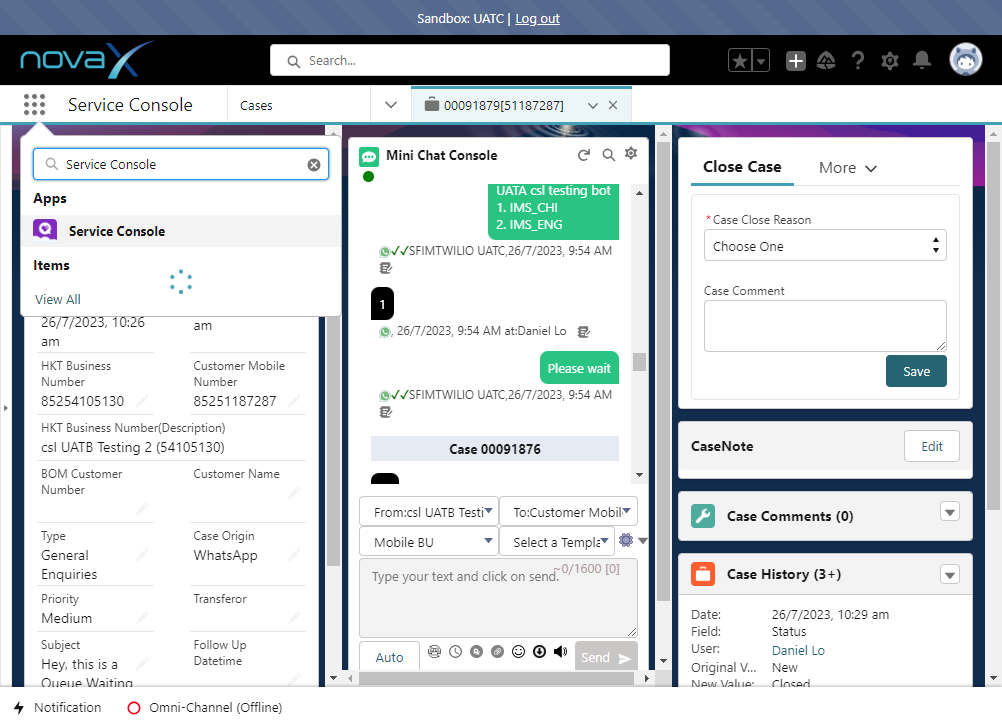 Sandbox: UATC | Log out
novaX
Search...
Service Console
Cases
00091879[51187287]
Service Console
Apps
Service Console
Items
View All
26/7/2023, 10:26
am
am
HKT Business
Number
85254105130
Customer Mobile
Number
85251187287
HKT Business Number(Description)
csl UATB Testing 2 (54105130)
BOM Customer
Number
Customer Name
Type
General
Enquiries
Case Origin
WhatsApp
Priority
Medium
Transferor
Subject
Hey, this is a
Queue Waiting
Follow Up
Datetime
Mini Chat Console
UATA csl testing bot
1. IMS_CHI
2. IMS_ENG
SFIMTWILIO UATC,26/7/2023, 9:54 AM
1
, 26/7/2023, 9:54 AM at:Daniel Lo
Please wait
SFIMTWILIO UATC,26/7/2023, 9:54 AM
Case 00091876
From:csl UATB Testi
To:Customer Mobil
Mobile BU
Select a Templa
Type your text and click on send.
~0/1600 [0]
Auto
Send
Close Case
More
*Case Close Reason
Choose One
Case Comment
Save
CaseNote
Edit
Case Comments (0)
Case History (3+)
Date: 26/7/2023, 10:29 am
Field: Status
User: Daniel Lo
Original V... New
New Value: Closed
Notification
Omni-Channel (Offline)